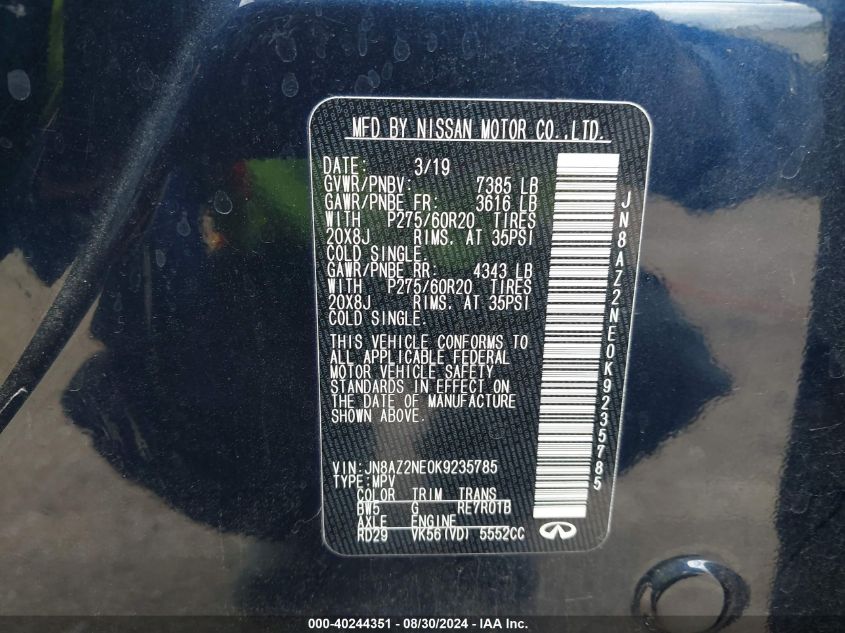 MFD BY NISSAN MOTOR CO.,LTD.
DATE: 3/19
GVWR/PNBV: 7385 LB
GAWR/PNBE FR: 3616 LB
WITH P275/60R20 TIRES
20X8J RIMS, AT 35PSI
COLD SINGLE.
GAWR/PNBE RR: 4343 LB
WITH P275/60R20 TIRES
20X8J RIMS, AT 35PSI
COLD SINGLE.
THIS VEHICLE CONFORMS TO
ALL APPLICABLE FEDERAL
MOTOR VEHICLE SAFETY
STANDARDS IN EFFECT ON
THE DATE OF MANUFACTURE
SHOWN ABOVE.
VIN:JN8AZ2NE0K9235785
TYPE:MPV
COLOR TRIM TRANS
BW5 G RE7R01B
AXLE ENGINE
RD29 VK56(VD) 5552CC
JN8AZ2NE0K9235785
000-40244351 • 08/30/2024 - IAA Inc.